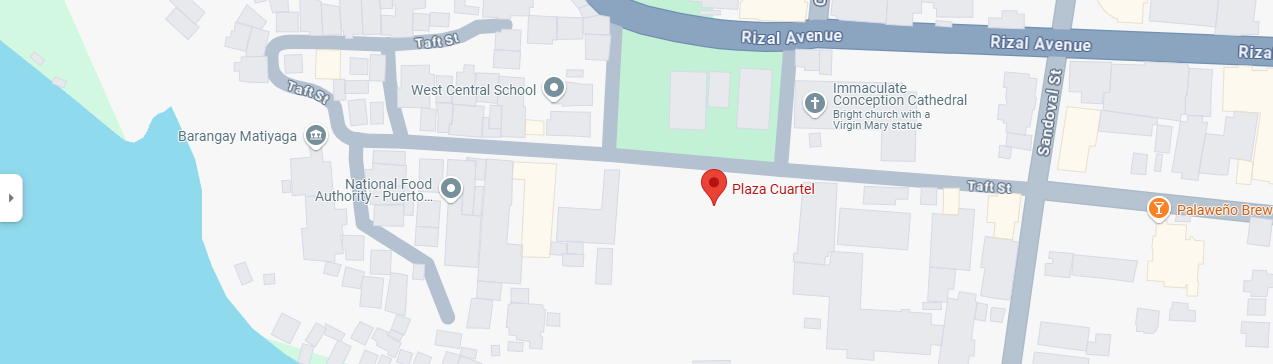 Rizal Avenue
Rizal Avenue
Riza
Taft St
Taft St
West Central School
Immaculate
Conception Cathedral
Bright church with a
Virgin Mary statue
Sandoval St
Barangay Matiyaga
National Food
Authority - Puerto...
Plaza Cuartel
Taft St
Palaweño Brew